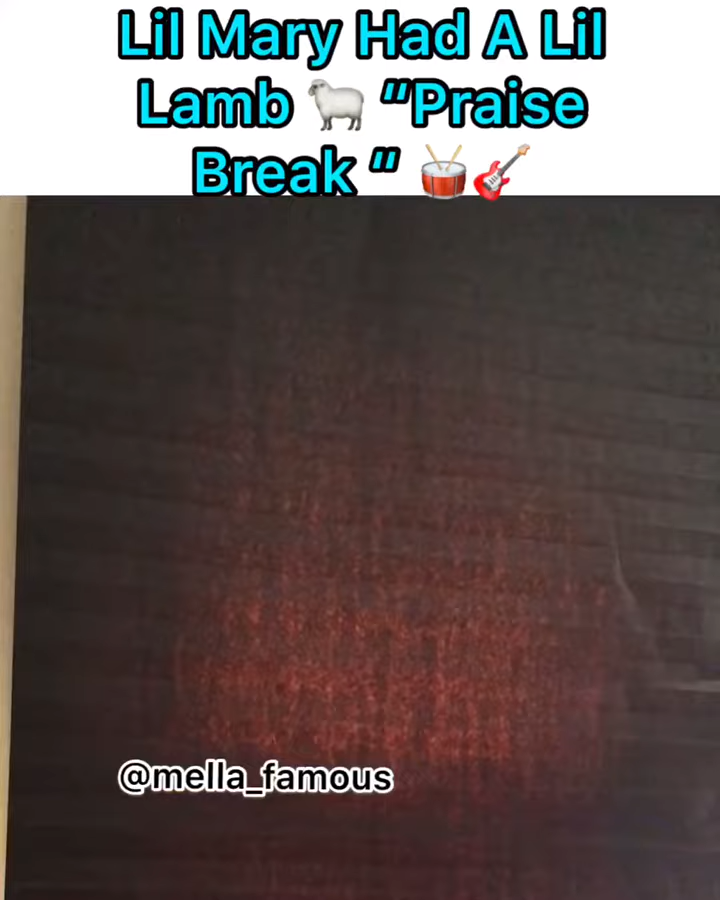 Lil Mary Had A Lil
Lamb 🐑 “Praise
Break “ 🥁🎸
@mella_famous